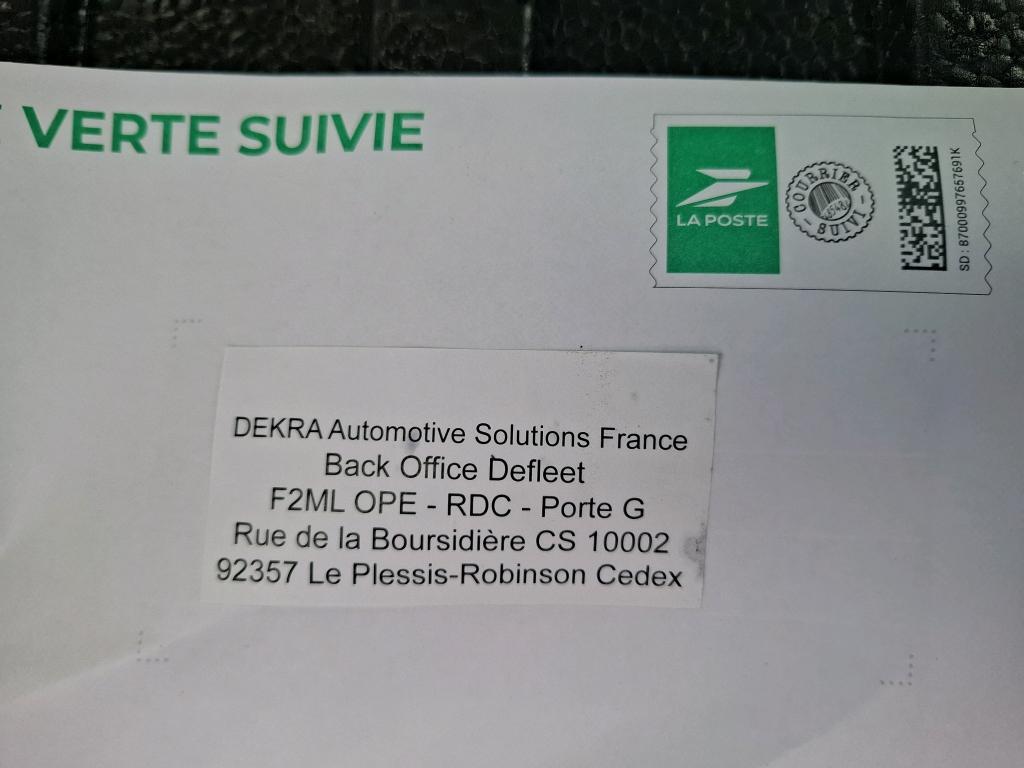 VERTE SUIVIE
LA POSTE
COURRIER
SUIVI
SD : 87000997657691K
DEKRA Automotive Solutions France
Back Office Defleet
F2ML OPE - RDC - Porte G
Rue de la Boursidière CS 10002
92357 Le Plessis-Robinson Cedex